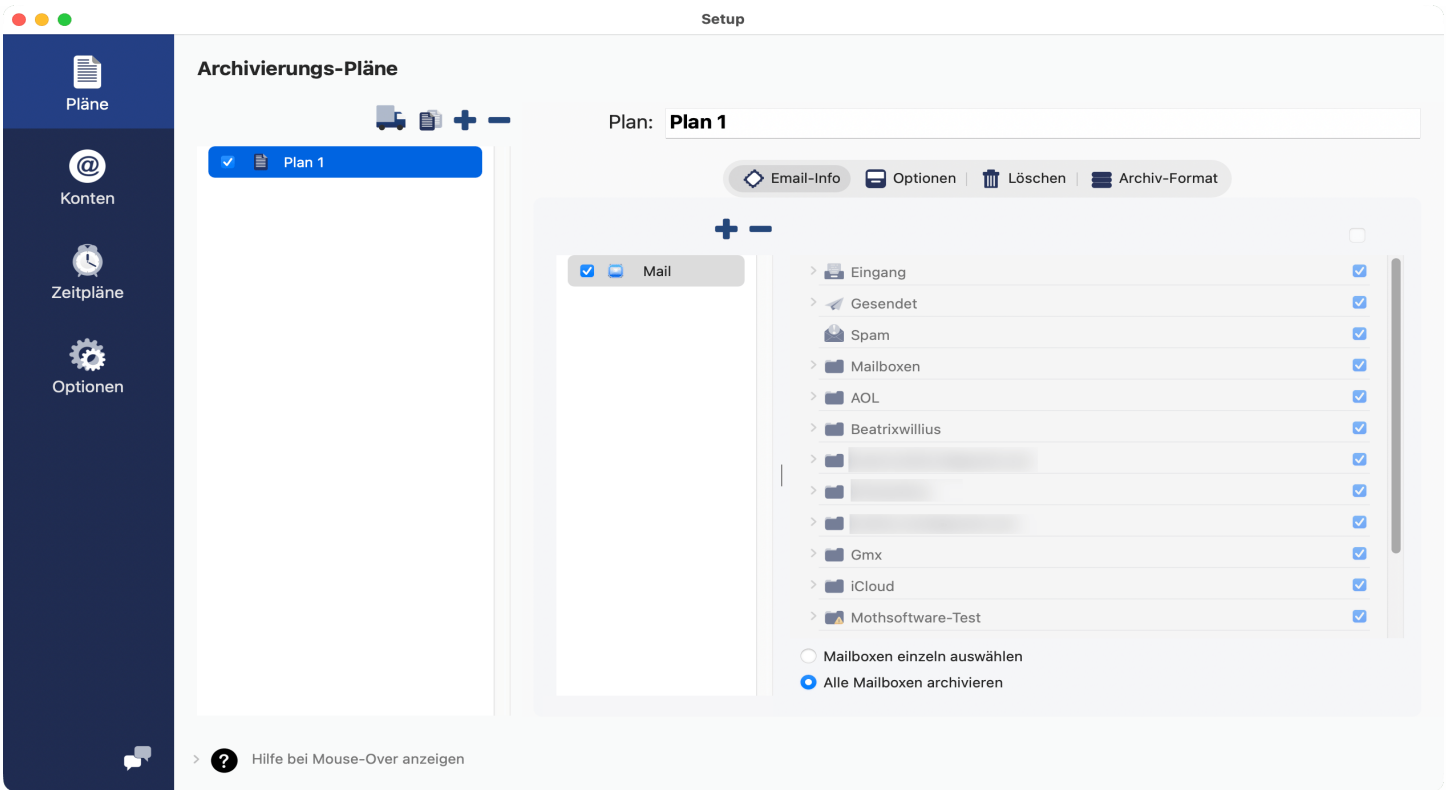 Setup
Pläne
Konten
Zeitpläne
Optionen
Archivierungs-Pläne
Plan 1
Plan: Plan 1
Email-Info Optionen Löschen Archiv-Format
Mail
Eingang
Gesendet
Spam
Mailboxen
AOL
Beatrixwillius
Gmx
iCloud
Mothsoftware-Test
Mailboxen einzeln auswählen
Alle Mailboxen archivieren
? Hilfe bei Mouse-Over anzeigen